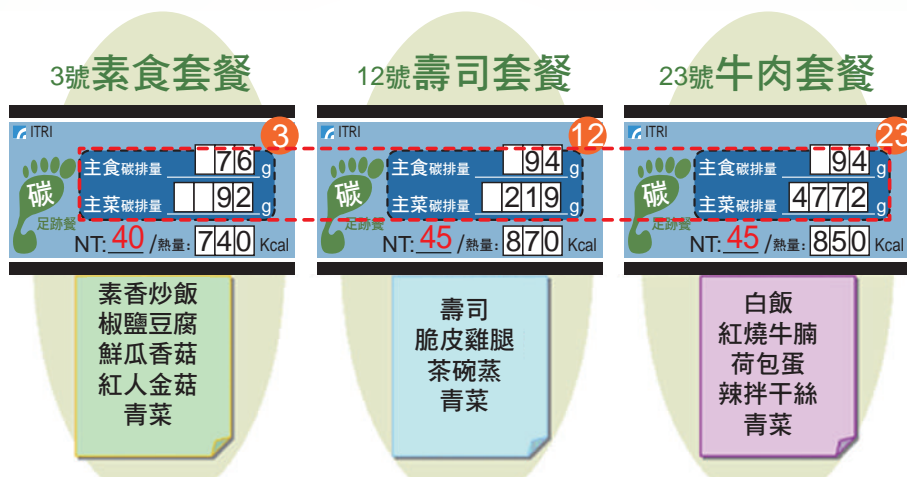 3號素食套餐
ITRI
3
碳
足跡餐
主食碳排量 76 g
主菜碳排量 92 g
NT: 40 /熱量: 740 Kcal
素香炒飯
椒鹽豆腐
鮮瓜香菇
紅人金菇
青菜
12號壽司套餐
ITRI
12
碳
足跡餐
主食碳排量 94 g
主菜碳排量 219 g
NT: 45 /熱量: 870 Kcal
壽司
脆皮雞腿
茶碗蒸
青菜
23號牛肉套餐
ITRI
23
碳
足跡餐
主食碳排量 94 g
主菜碳排量 4772 g
NT: 45 /熱量: 850 Kcal
白飯
紅燒牛腩
荷包蛋
辣拌干絲
青菜